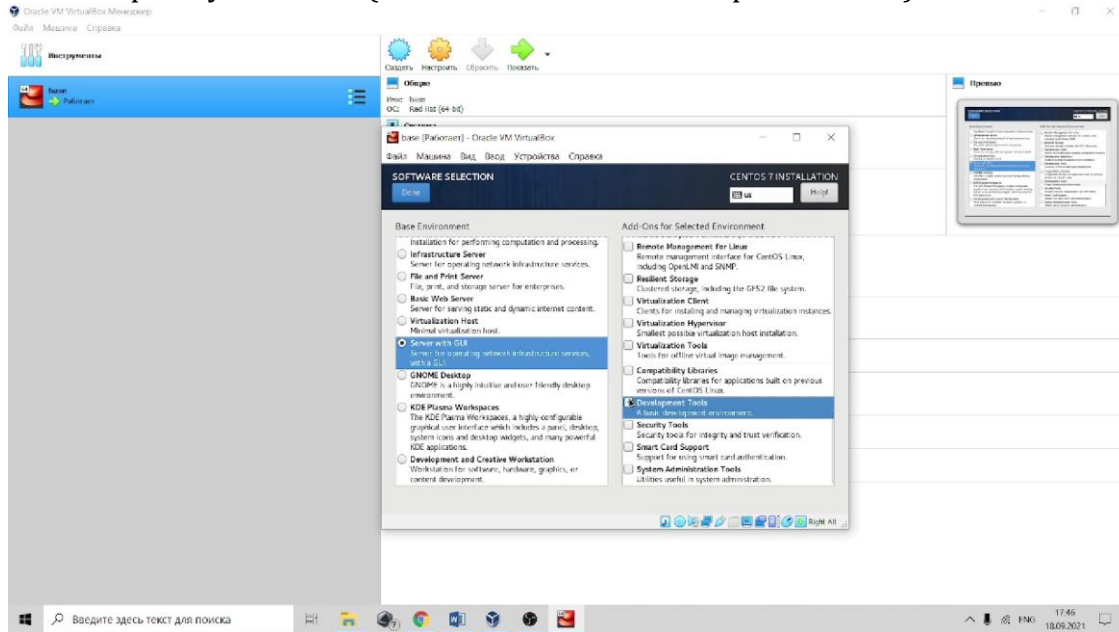 Oracle VM VirtualBox Менеджер
Файл Машина Справка
Инструменты
Создать Настроить Сбросить Показать
base
Работает
Общие
Имя: base
ОС: Red Hat (64-bit)
Превью
base [Работает] - Oracle VM VirtualBox
Файл Машина Вид Ввод Устройства Справка
SOFTWARE SELECTION
CENTOS 7 INSTALLATION
Done
us
Help!
Base Environment
installation for performing computation and processing.
Infrastructure Server
Server for operating network infrastructure services.
File and Print Server
File, print, and storage server for enterprises.
Basic Web Server
Server for serving static and dynamic internet content.
Virtualization Host
Minimal virtualization host.
Server with GUI
Server for operating network infrastructure services,
with a GUI.
GNOME Desktop
GNOME is a highly intuitive and user friendly desktop
environment.
KDE Plasma Workspaces
The KDE Plasma Workspaces, a highly-configurable
graphical user interface which includes a panel, desktop,
system icons and desktop widgets, and many powerful
KDE applications.
Development and Creative Workstation
Workstation for software, hardware, graphics, or
content development.
Add-Ons for Selected Environment
Remote Management for Linux
Remote management interface for CentOS Linux,
including OpenLMI and SNMP.
Resilient Storage
Clustered storage, including the GFS2 file system.
Virtualization Client
Clients for installing and managing virtualization instances.
Virtualization Hypervisor
Smallest possible virtualization host installation.
Virtualization Tools
Tools for offline virtual image management.
Compatibility Libraries
Compatibility libraries for applications built on previous
versions of CentOS Linux.
Development Tools
A basic development environment.
Security Tools
Security tools for integrity and trust verification.
Smart Card Support
Support for using smart card authentication.
System Administration Tools
Utilities useful in system administration.
Right Alt
Введите здесь текст для поиска
ENG
17:46
18.09.2021